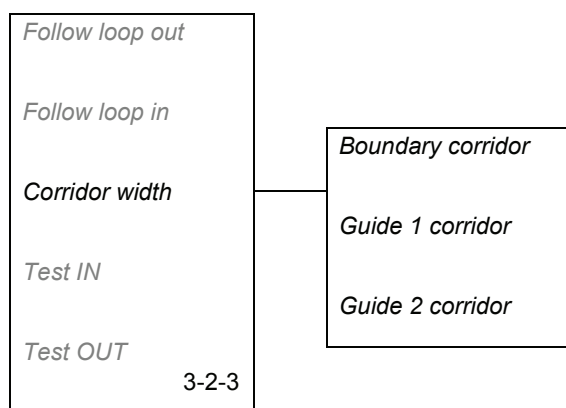 Follow loop out
Follow loop in
Corridor width
Test IN
Test OUT
3-2-3
Boundary corridor
Guide 1 corridor
Guide 2 corridor